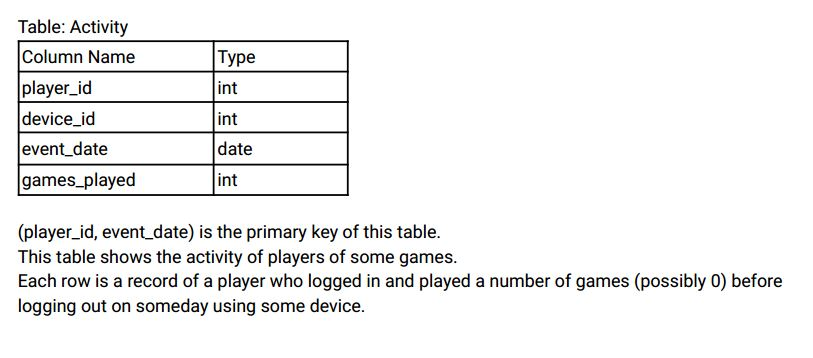 Table: Activity
Column Name Type
player_id int
device_id int
event_date date
games_played int
(player_id, event_date) is the primary key of this table.
This table shows the activity of players of some games.
Each row is a record of a player who logged in and played a number of games (possibly 0) before
logging out on someday using some device.